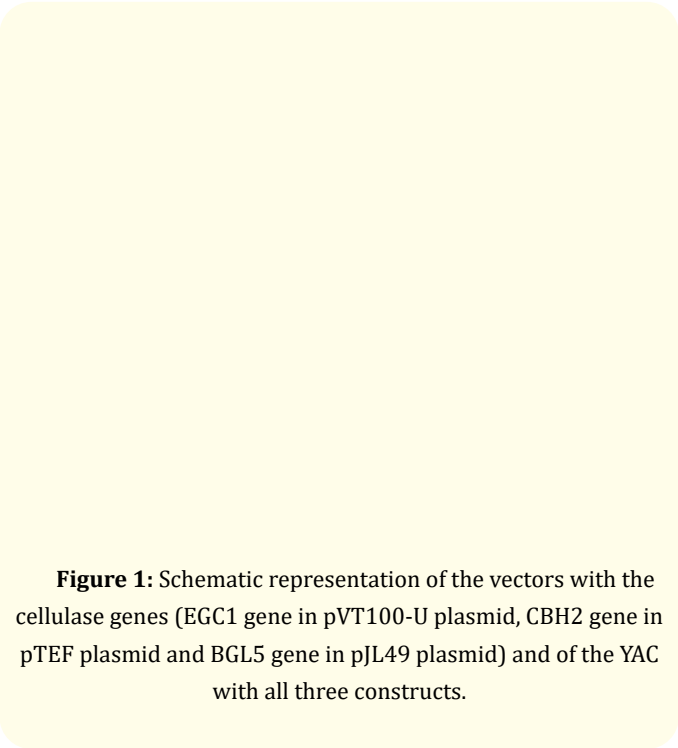 Figure 1: Schematic representation of the vectors with the
cellulase genes (EGC1 gene in pVT100-U plasmid, CBH2 gene in
pTEF plasmid and BGL5 gene in pJL49 plasmid) and of the YAC
with all three constructs.